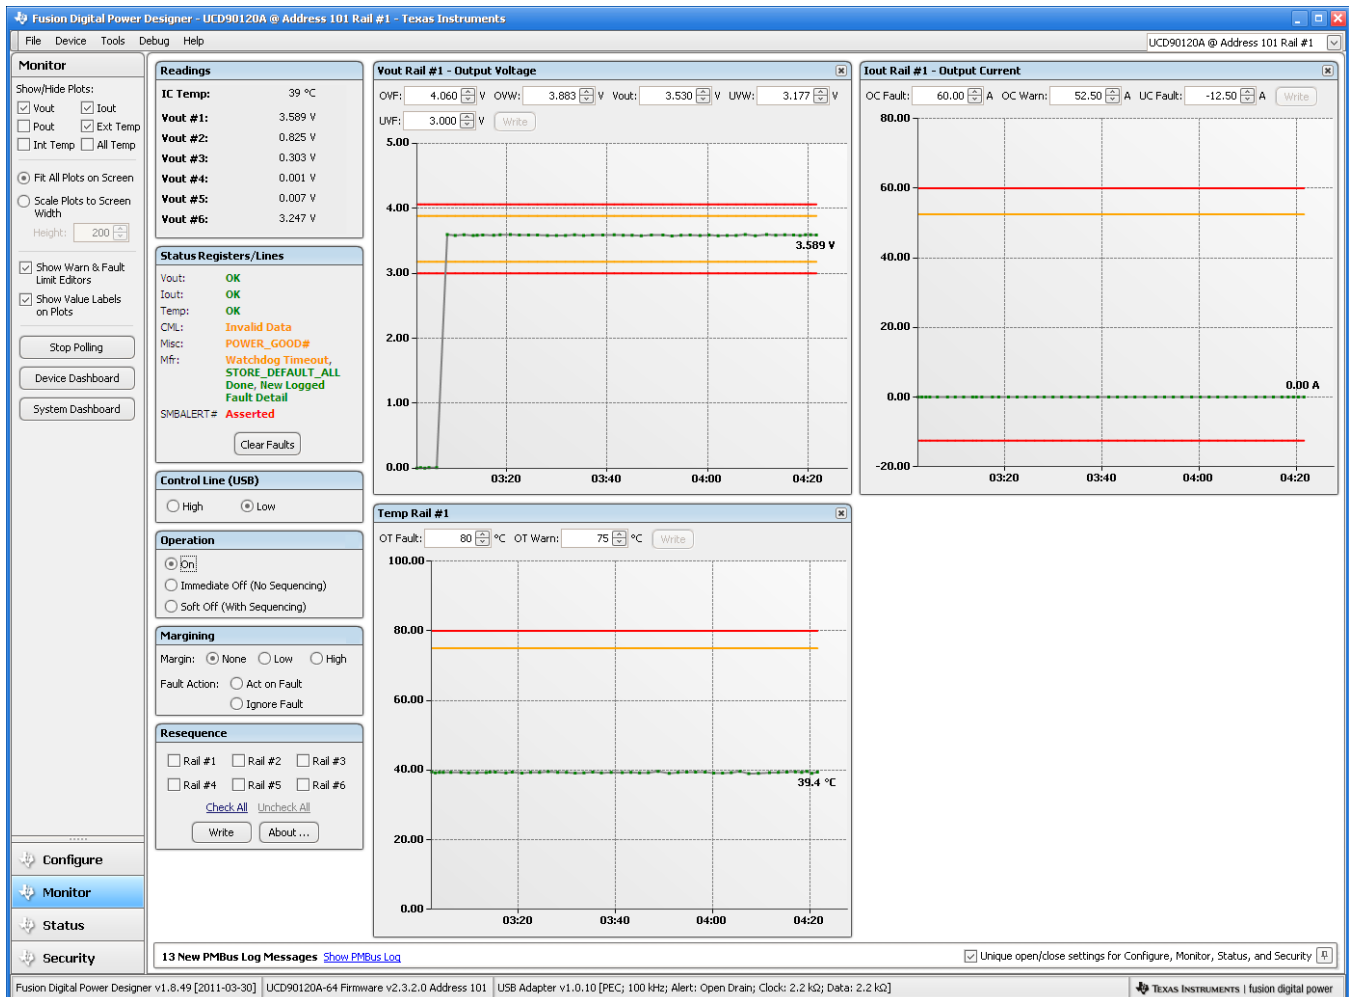 Fusion Digital Power Designer - UCD90120A @ Address 101 Rail #1 - Texas Instruments
File Device Tools Debug Help
UCD90120A @ Address 101 Rail #1
Monitor
Show/Hide Plots:
Vout Iout
Pout Ext Temp
Int Temp All Temp
Fit All Plots on Screen
Scale Plots to Screen
Width
Height: 200
Show Warn & Fault
Limit Editors
Show Value Labels
on Plots
Stop Polling
Device Dashboard
System Dashboard
Configure
Monitor
Status
Security
Readings
IC Temp: 39 °C
Vout #1: 3.589 V
Vout #2: 0.825 V
Vout #3: 0.303 V
Vout #4: 0.001 V
Vout #5: 0.007 V
Vout #6: 3.247 V
Status Registers/Lines
Vout: OK
Iout: OK
Temp: OK
CML: Invalid Data
Misc: POWER_GOOD#
Mfr: Watchdog Timeout,
STORE_DEFAULT_ALL
Done, New Logged
Fault Detail
SMBALERT# Asserted
Clear Faults
Control Line (USB)
High Low
Operation
On
Immediate Off (No Sequencing)
Soft Off (With Sequencing)
Margining
Margin: None Low High
Fault Action: Act on Fault
Ignore Fault
Resequence
Rail #1 Rail #2 Rail #3
Rail #4 Rail #5 Rail #6
Check All Uncheck All
Write About ...
Vout Rail #1 - Output Voltage
OVF: 4.060 V OVW: 3.883 V Vout: 3.530 V UVW: 3.177 V
UVF: 3.000 V Write
5.00
4.00
3.589 V
3.00
2.00
1.00
0.00
03:20 03:40 04:00 04:20
Iout Rail #1 - Output Current
OC Fault: 60.00 A OC Warn: 52.50 A UC Fault: -12.50 A Write
80.00
60.00
40.00
20.00
0.00 A
0.00
-20.00
03:20 03:40 04:00 04:20
Temp Rail #1
OT Fault: 80 °C OT Warn: 75 °C Write
100.00
80.00
60.00
40.00
39.4 °C
20.00
0.00
03:20 03:40 04:00 04:20
13 New PMBus Log Messages Show PMBus Log
Unique open/close settings for Configure, Monitor, Status, and Security
Fusion Digital Power Designer v1.8.49 [2011-03-30] UCD90120A-64 Firmware v2.3.2.0 Address 101 USB Adapter v1.0.10 [PEC; 100 kHz; Alert: Open Drain; Clock: 2.2 kΩ; Data: 2.2 kΩ] TEXAS INSTRUMENTS | fusion digital power